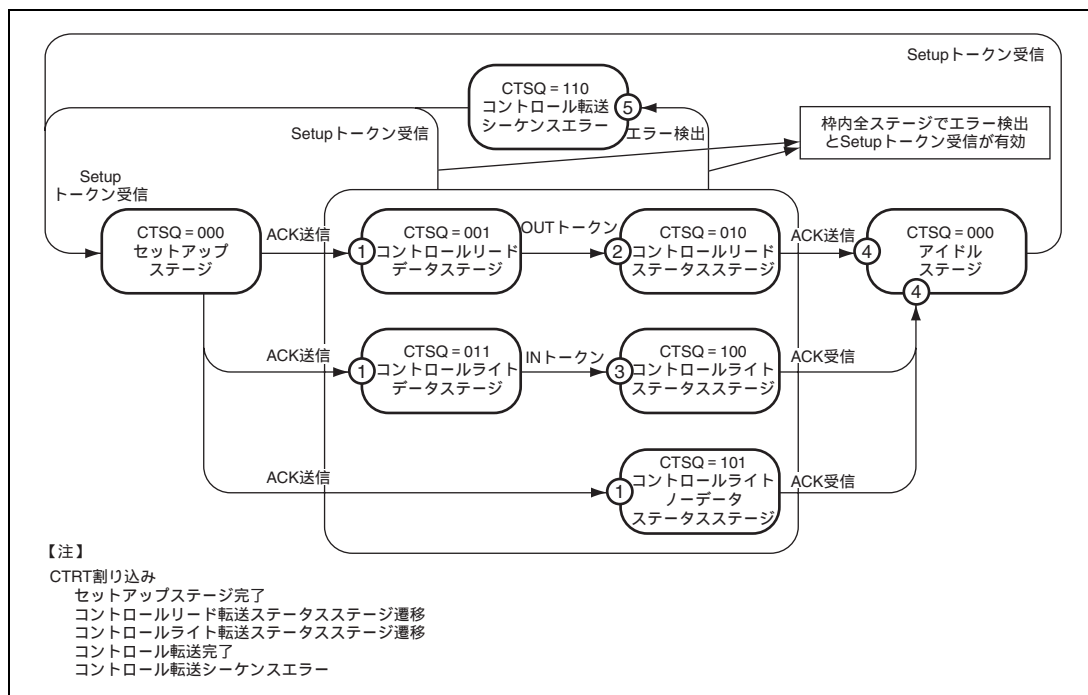 Setupトークン受信
CTSQ = 110
コントロール転送
シーケンスエラー
⑤
Setupトークン受信
エラー検出
枠内全ステージでエラー検出
とSetupトークン受信が有効
Setup
トークン受信
CTSQ = 000
セットアップ
ステージ
ACK送信
①
CTSQ = 001
コントロールリード
データステージ
OUTトークン
②
CTSQ = 010
コントロールリード
ステータスステージ
ACK送信
④
CTSQ = 000
アイドル
ステージ
④
ACK送信
①
CTSQ = 011
コントロールライト
データステージ
INトークン
③
CTSQ = 100
コントロールライト
ステータスステージ
ACK受信
ACK送信
①
CTSQ = 101
コントロールライト
ノーデータ
ステータスステージ
ACK受信
【注】
CTRT割り込み
セットアップステージ完了
コントロールリード転送ステータスステージ遷移
コントロールライト転送ステータスステージ遷移
コントロール転送完了
コントロール転送シーケンスエラー